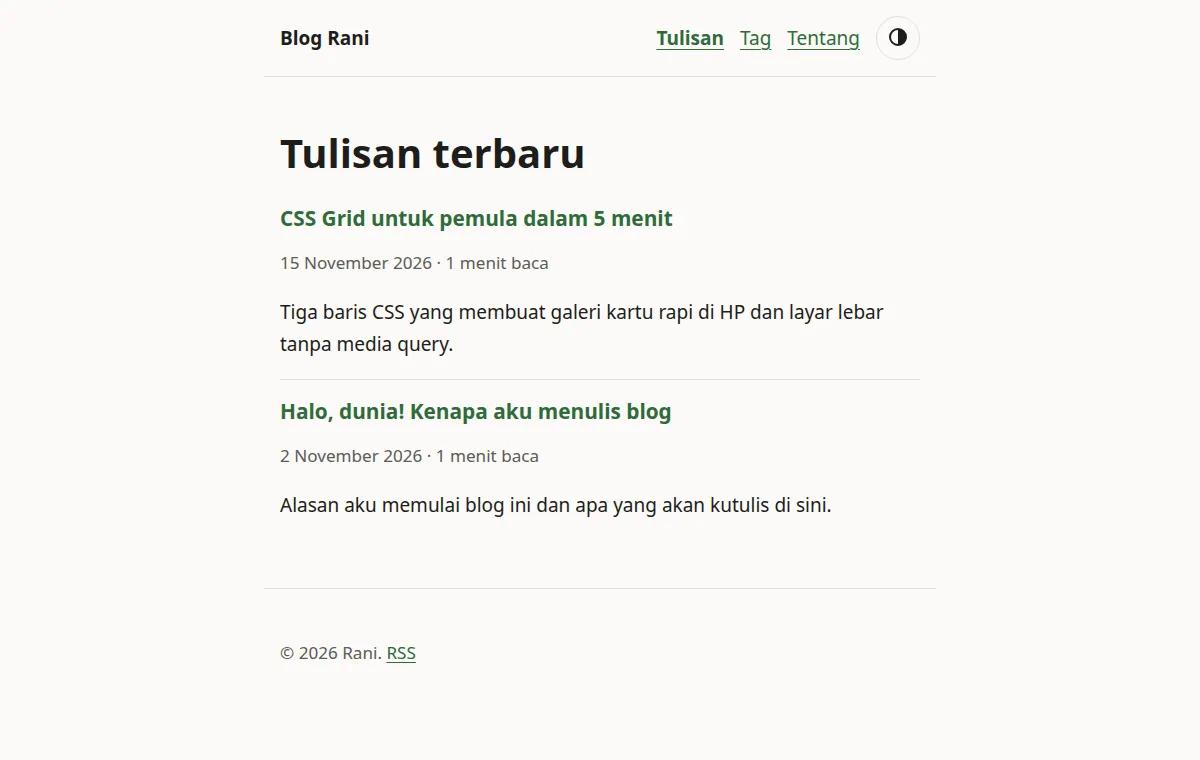 Blog Rani
Tulisan Tag Tentang
Tulisan terbaru
CSS Grid untuk pemula dalam 5 menit
15 November 2026 · 1 menit baca
Tiga baris CSS yang membuat galeri kartu rapi di HP dan layar lebar
tanpa media query.
Halo, dunia! Kenapa aku menulis blog
2 November 2026 · 1 menit baca
Alasan aku memulai blog ini dan apa yang akan kutulis di sini.
© 2026 Rani. RSS